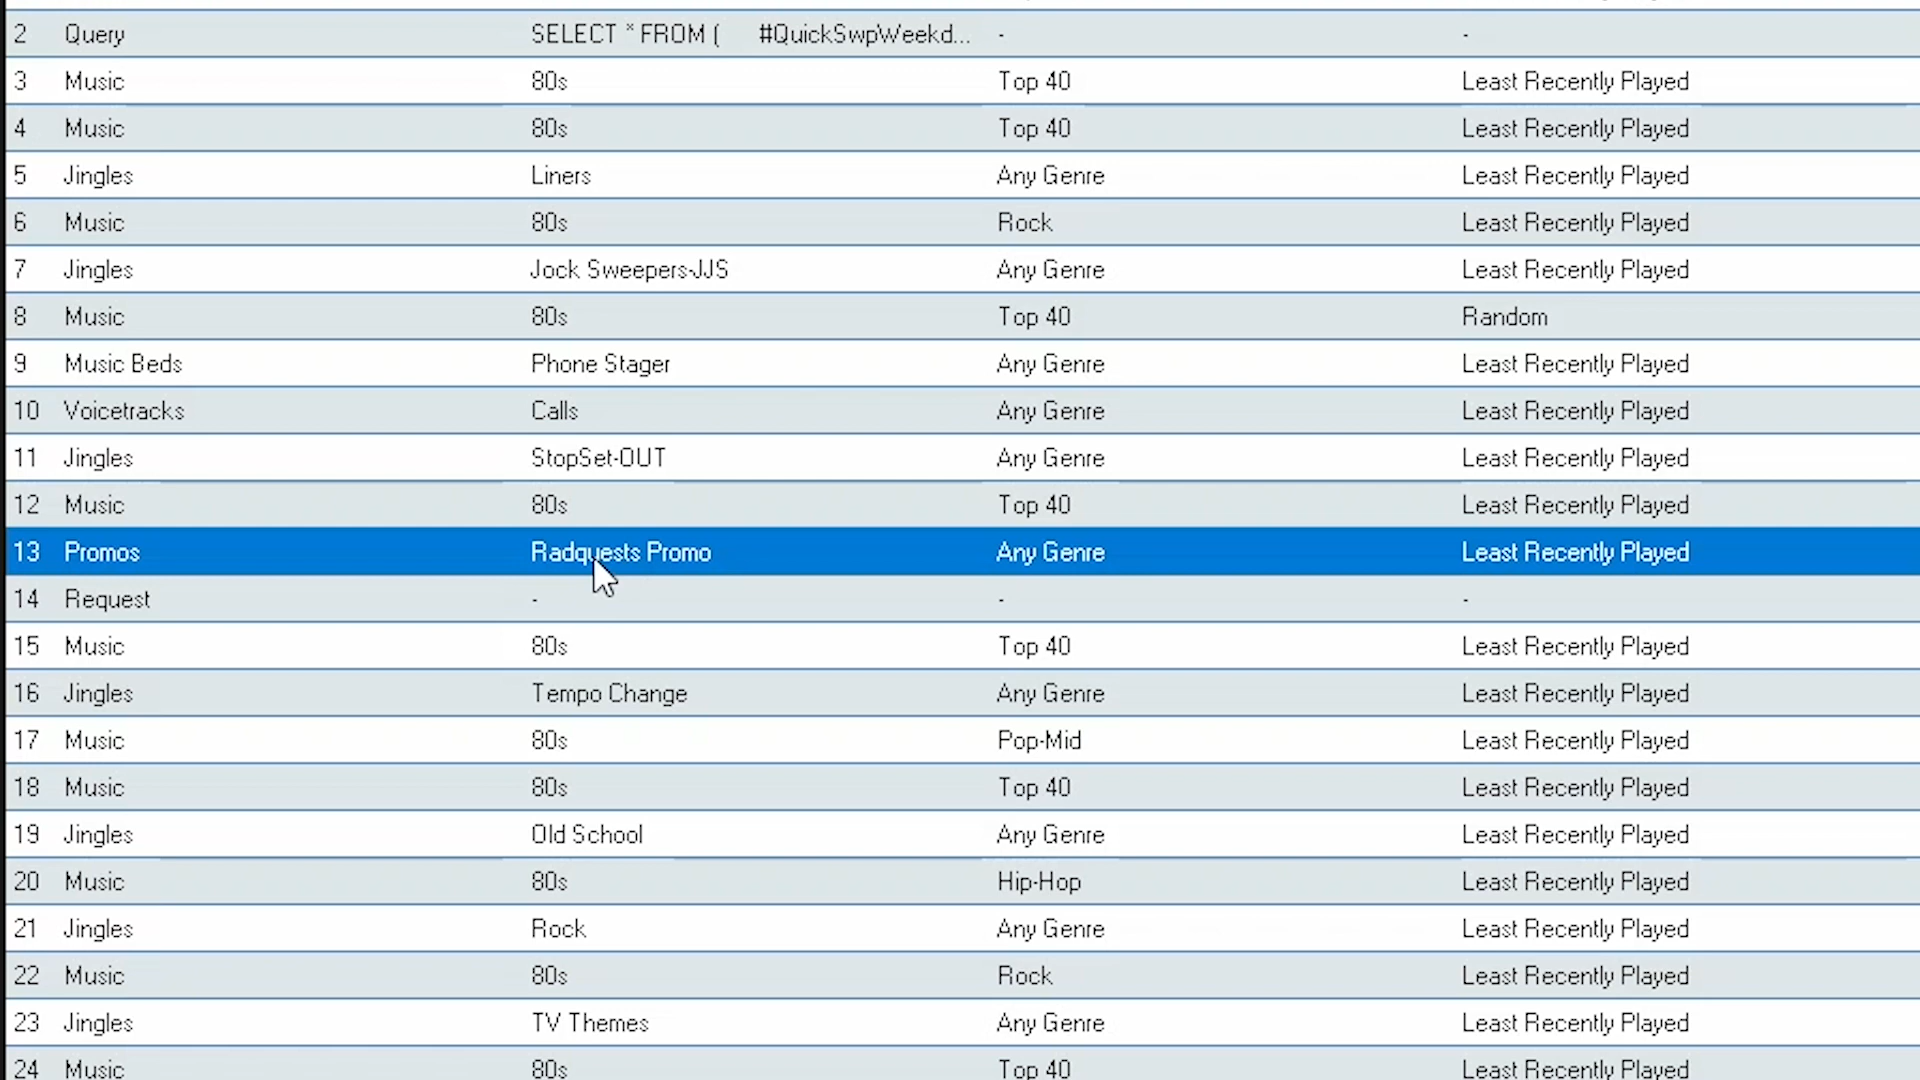 2 Query SELECT * FROM ( #QuickSwpWeekd... - -
3 Music 80s Top 40 Least Recently Played
4 Music 80s Top 40 Least Recently Played
5 Jingles Liners Any Genre Least Recently Played
6 Music 80s Rock Least Recently Played
7 Jingles Jock Sweepers-JJS Any Genre Least Recently Played
8 Music 80s Top 40 Random
9 Music Beds Phone Stager Any Genre Least Recently Played
10 Voicetracks Calls Any Genre Least Recently Played
11 Jingles StopSet-OUT Any Genre Least Recently Played
12 Music 80s Top 40 Least Recently Played
13 Promos Radquests Promo Any Genre Least Recently Played
14 Request - - -
15 Music 80s Top 40 Least Recently Played
16 Jingles Tempo Change Any Genre Least Recently Played
17 Music 80s Pop-Mid Least Recently Played
18 Music 80s Top 40 Least Recently Played
19 Jingles Old School Any Genre Least Recently Played
20 Music 80s Hip-Hop Least Recently Played
21 Jingles Rock Any Genre Least Recently Played
22 Music 80s Rock Least Recently Played
23 Jingles TV Themes Any Genre Least Recently Played
24 Music 80s Top 40 Least Recently Played